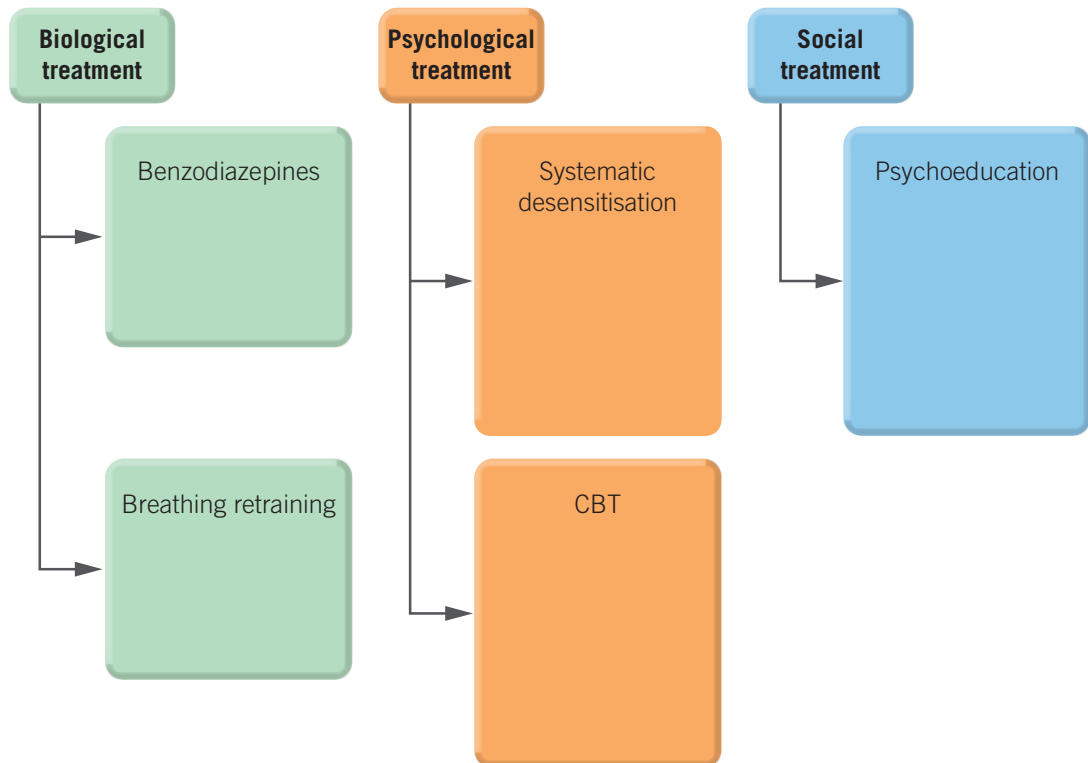 Biological
treatment
Benzodiazepines
Breathing retraining
Psychological
treatment
Systematic
desensitisation
CBT
Social
treatment
Psychoeducation